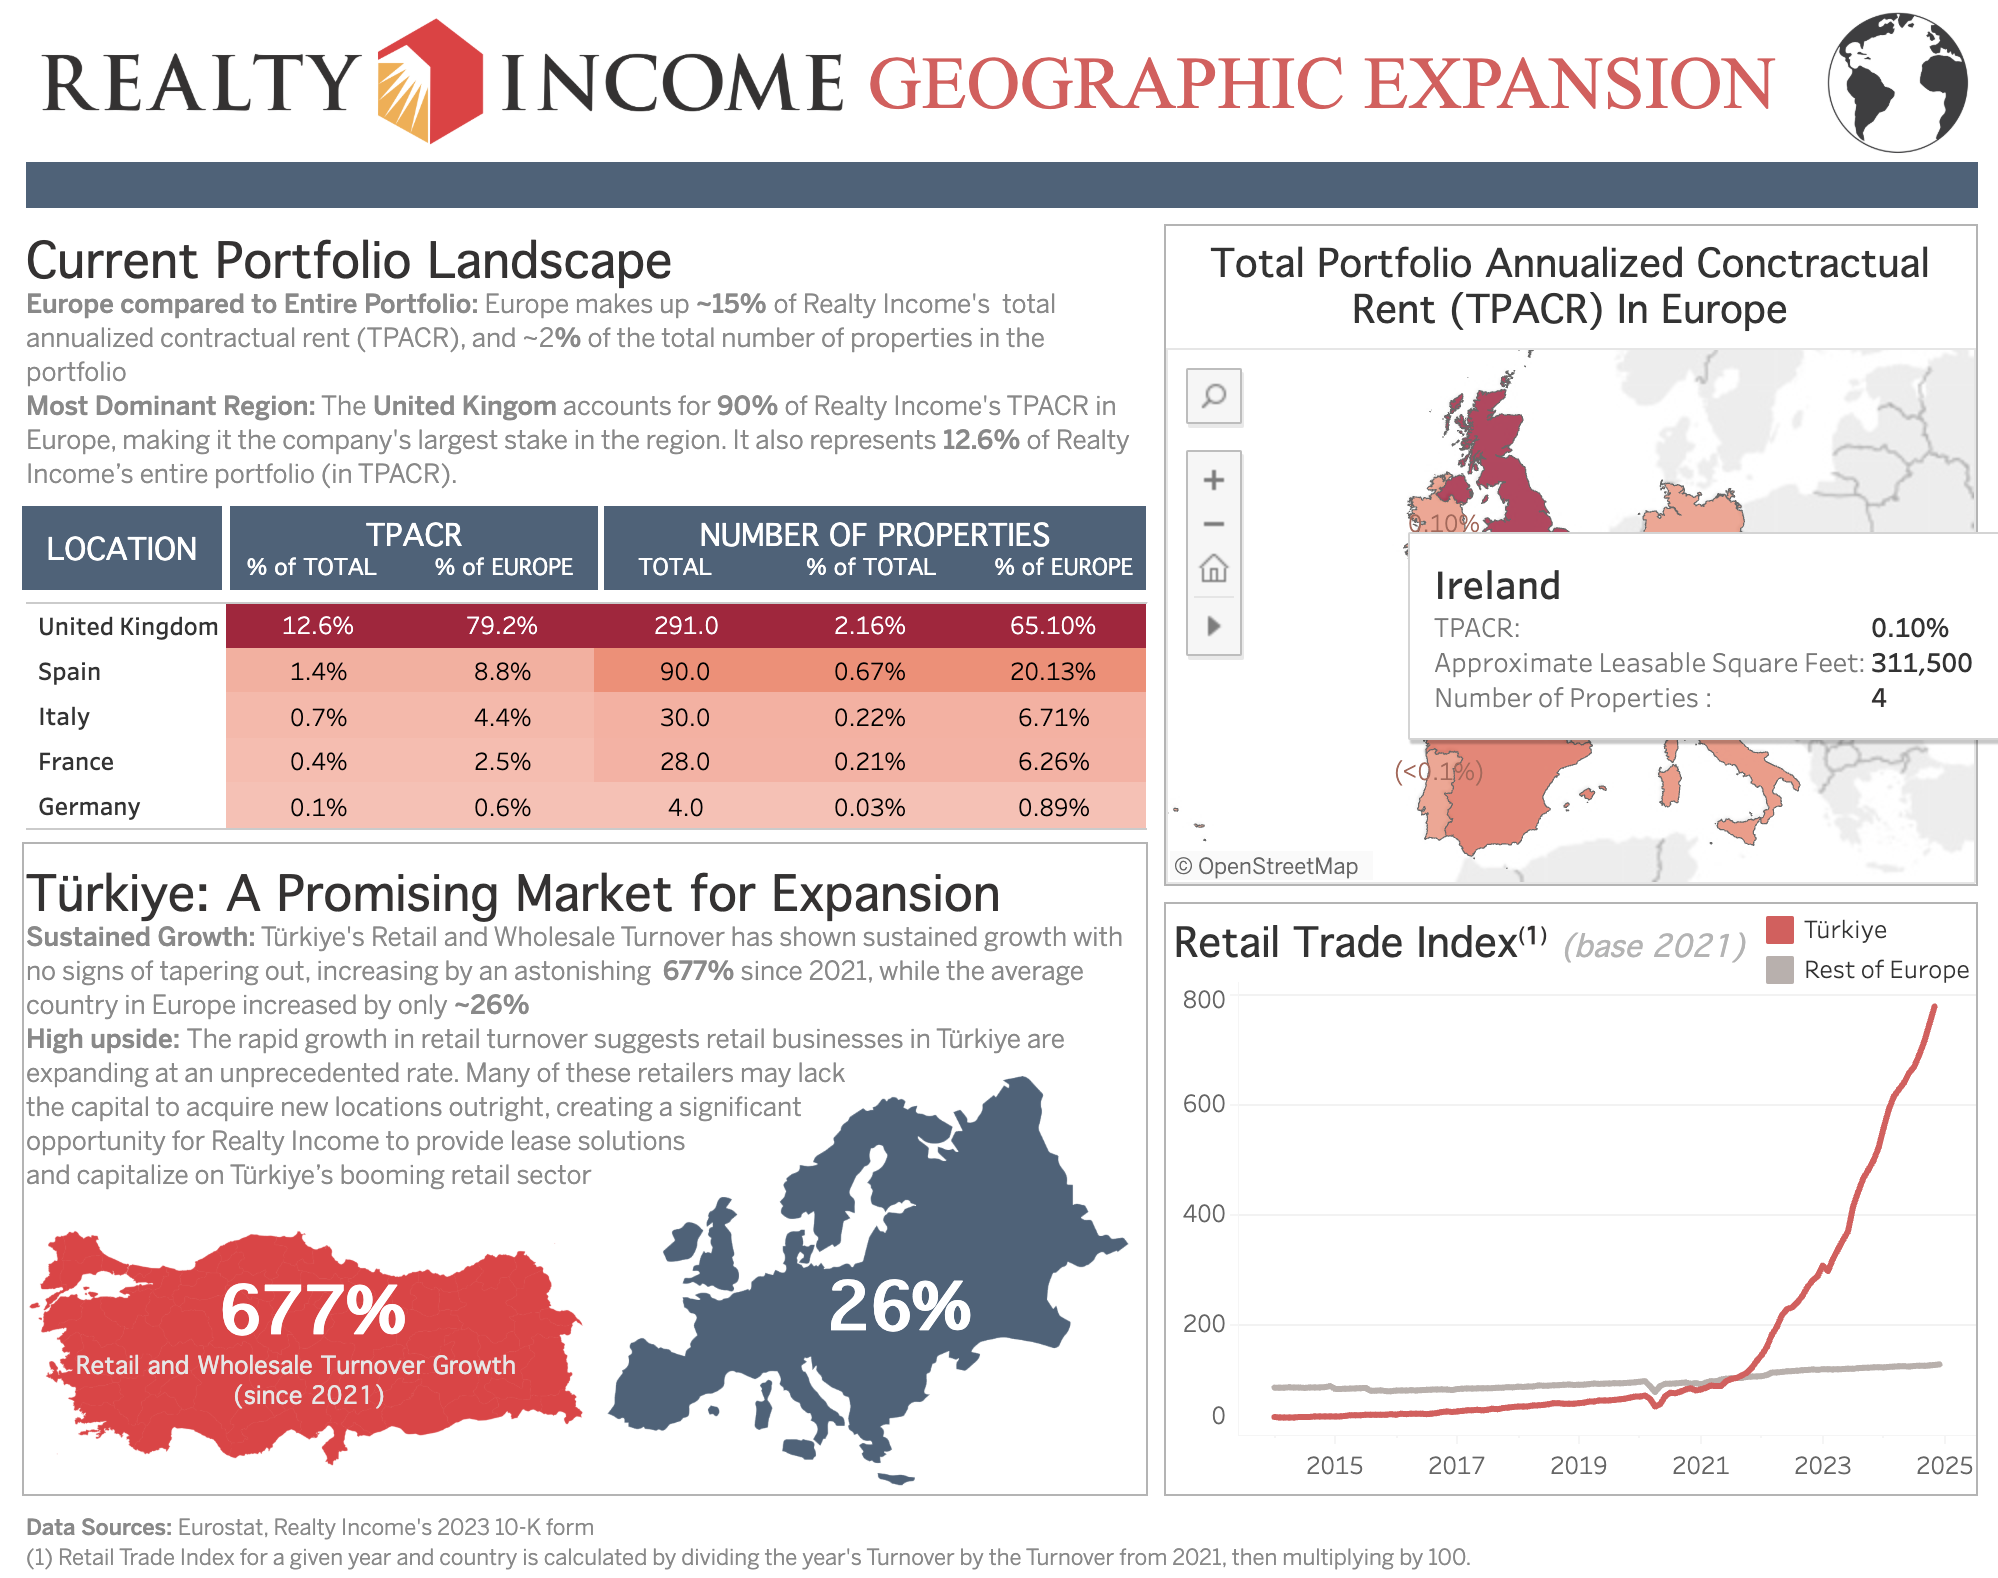 REALTY INCOME GEOGRAPHIC EXPANSION
Current Portfolio Landscape
Europe compared to Entire Portfolio: Europe makes up ~15% of Realty Income's total
annualized contractual rent (TPACR), and ~2% of the total number of properties in the
portfolio
Most Dominant Region: The United Kingom accounts for 90% of Realty Income's TPACR in
Europe, making it the company's largest stake in the region. It also represents 12.6% of Realty
Income's entire portfolio (in TPACR).
LOCATION TPACR NUMBER OF PROPERTIES
% of TOTAL % of EUROPE TOTAL % of TOTAL % of EUROPE
United Kingdom 12.6% 79.2% 291.0 2.16% 65.10%
Spain 1.4% 8.8% 90.0 0.67% 20.13%
Italy 0.7% 4.4% 30.0 0.22% 6.71%
France 0.4% 2.5% 28.0 0.21% 6.26%
Germany 0.1% 0.6% 4.0 0.03% 0.89%
Total Portfolio Annualized Conctractual
Rent (TPACR) In Europe
0.10%
Ireland
TPACR: 0.10%
Approximate Leasable Square Feet: 311,500
Number of Properties : 4
(<0.1%)
© OpenStreetMap
Türkiye: A Promising Market for Expansion
Sustained Growth: Türkiye's Retail and Wholesale Turnover has shown sustained growth with
no signs of tapering out, increasing by an astonishing 677% since 2021, while the average
country in Europe increased by only ~26%
High upside: The rapid growth in retail turnover suggests retail businesses in Türkiye are
expanding at an unprecedented rate. Many of these retailers may lack
the capital to acquire new locations outright, creating a significant
opportunity for Realty Income to provide lease solutions
and capitalize on Türkiye's booming retail sector
677%
Retail and Wholesale Turnover Growth
(since 2021)
26%
Retail Trade Index(1) (base 2021)
Türkiye
Rest of Europe
800
600
400
200
0
2015 2017 2019 2021 2023 2025
Data Sources: Eurostat, Realty Income's 2023 10-K form
(1) Retail Trade Index for a given year and country is calculated by dividing the year's Turnover by the Turnover from 2021, then multiplying by 100.